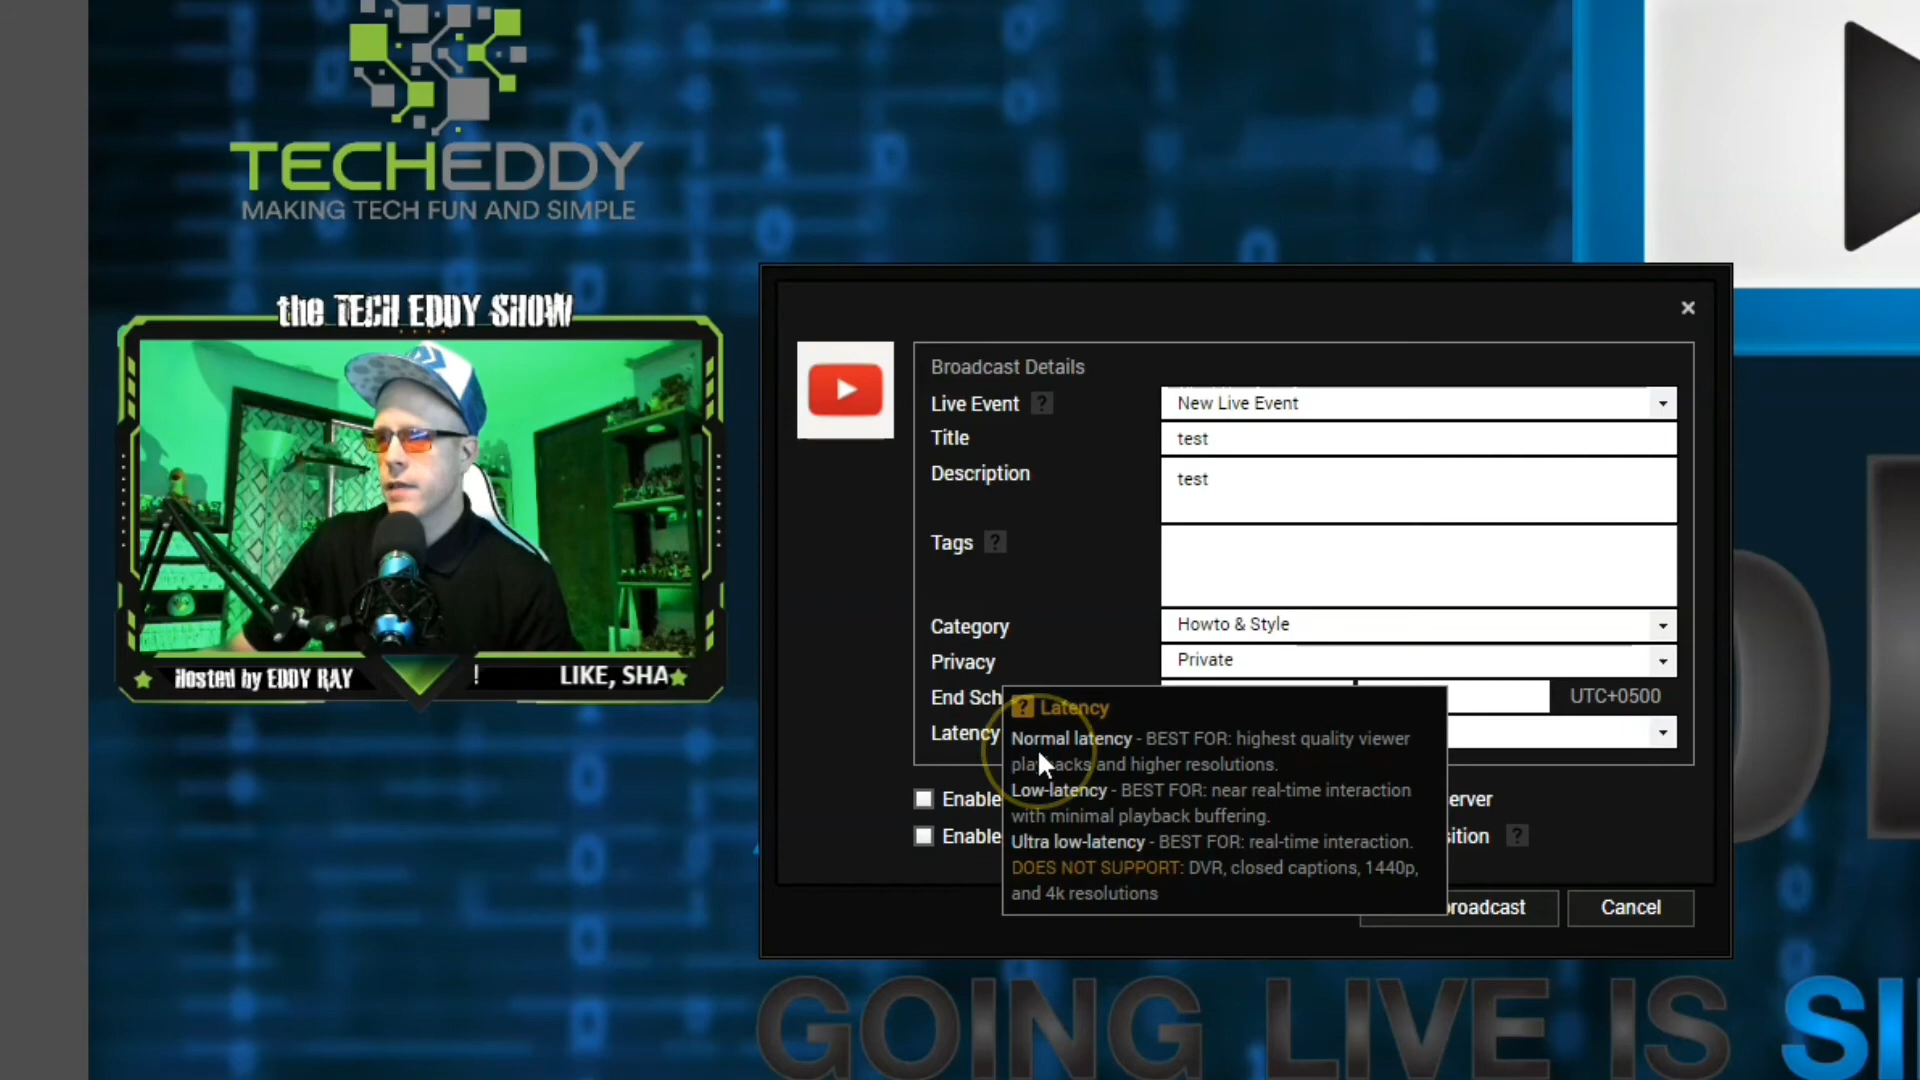 TECHEDDY
MAKING TECH FUN AND SIMPLE
the TECH EDDY SHOW
Hosted by EDDY RAY
! LIKE, SHA
Broadcast Details
Live Event ? New Live Event
Title test
Description test
Tags ?
Category Howto & Style
Privacy Private
End Sch UTC+0500
Latency
? Latency
Normal latency - BEST FOR: highest quality viewer
playbacks and higher resolutions.
Low-latency - BEST FOR: near real-time interaction
with minimal playback buffering.
Ultra low-latency - BEST FOR: real-time interaction.
DOES NOT SUPPORT: DVR, closed captions, 1440p,
and 4k resolutions
Enable erver
Enable ition ?
roadcast Cancel
GOING LIVE IS SI